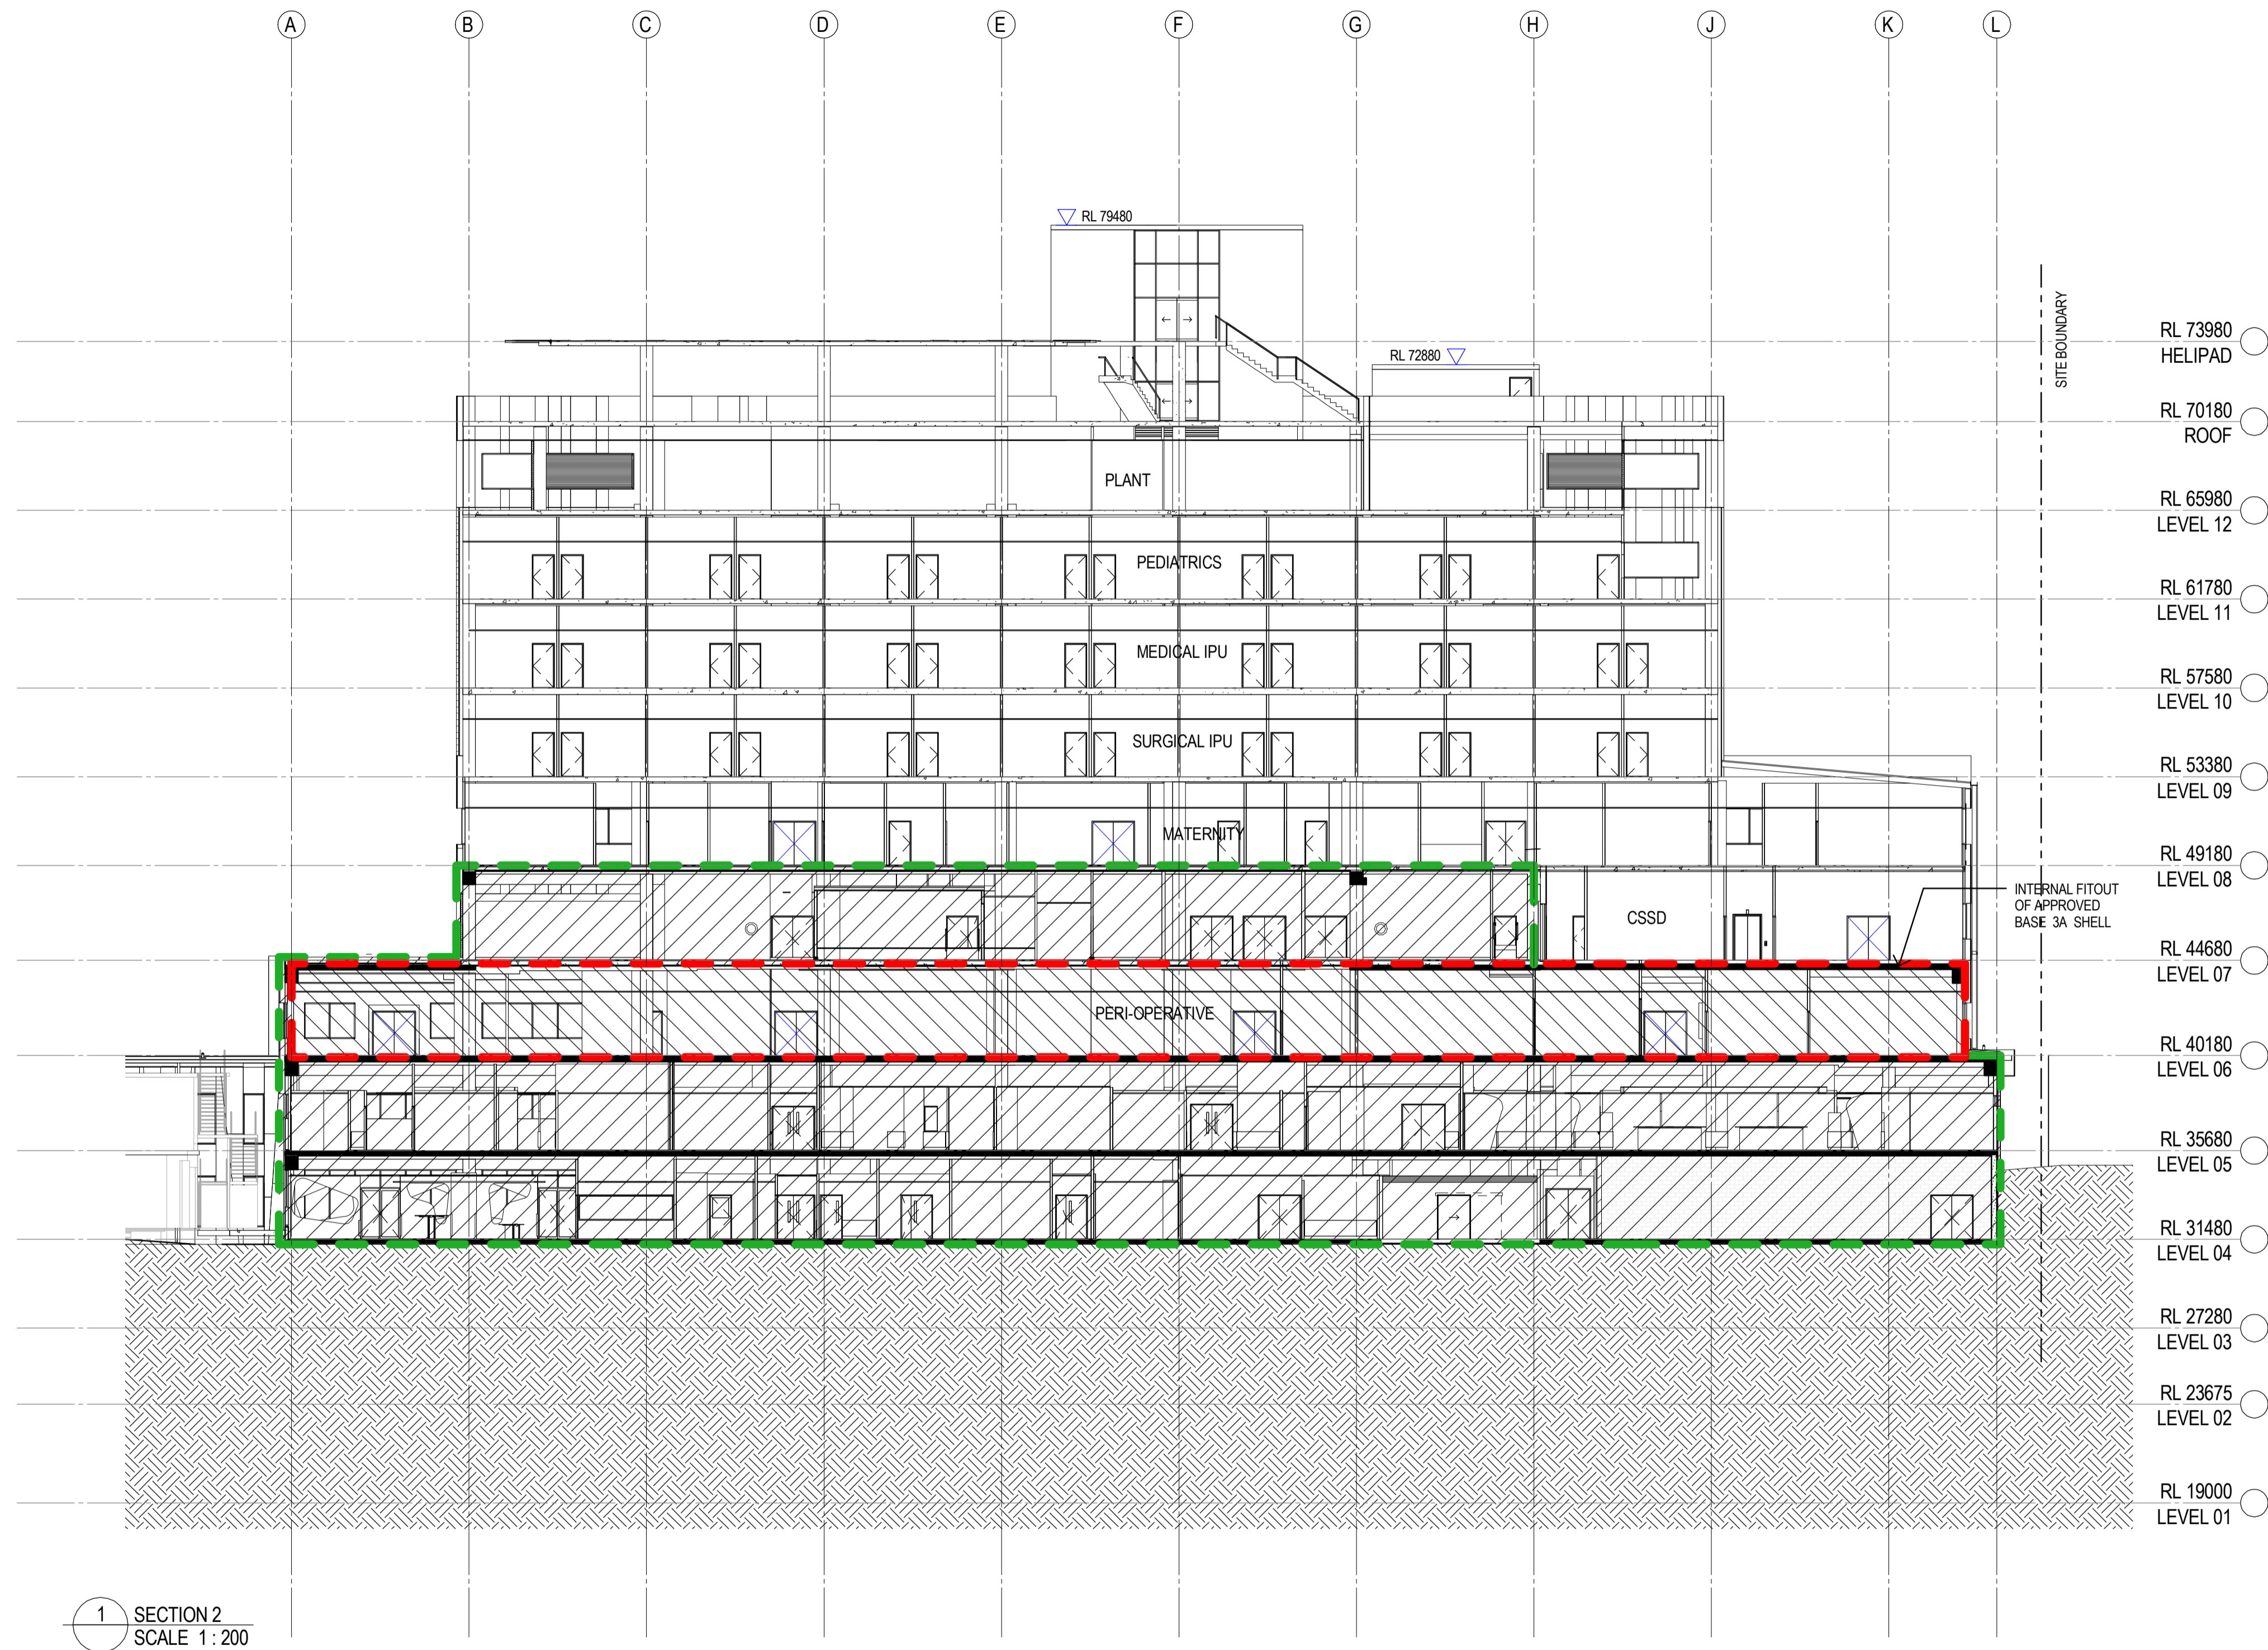 A B C D E F G H J K L
RL 79480
SITE BOUNDARY
RL 73980
HELIPAD
RL 72880
RL 70180
ROOF
PLANT
RL 65980
LEVEL 12
PEDIATRICS
RL 61780
LEVEL 11
MEDICAL IPU
RL 57580
LEVEL 10
SURGICAL IPU
RL 53380
LEVEL 09
MATERNITY
RL 49180
LEVEL 08
INTERNAL FITOUT
OF APPROVED
BASE 3A SHELL
CSSD
RL 44680
LEVEL 07
PERI-OPERATIVE
RL 40180
LEVEL 06
RL 35680
LEVEL 05
RL 31480
LEVEL 04
RL 27280
LEVEL 03
RL 23675
LEVEL 02
RL 19000
LEVEL 01
1 SECTION 2
SCALE 1 : 200